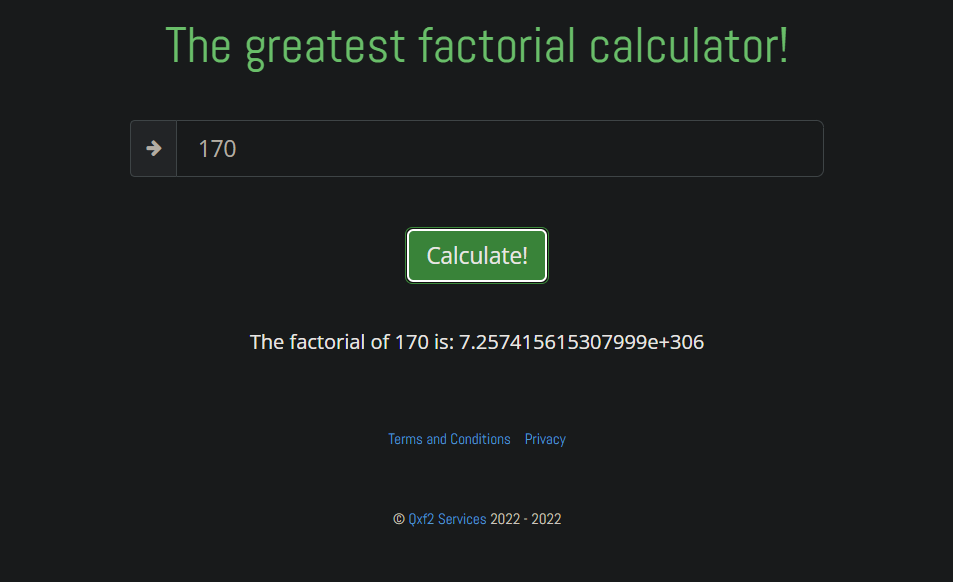 The greatest factorial calculator!
170
Calculate!
The factorial of 170 is: 7.257415615307999e+306
Terms and Conditions Privacy
© Qxf2 Services 2022 - 2022